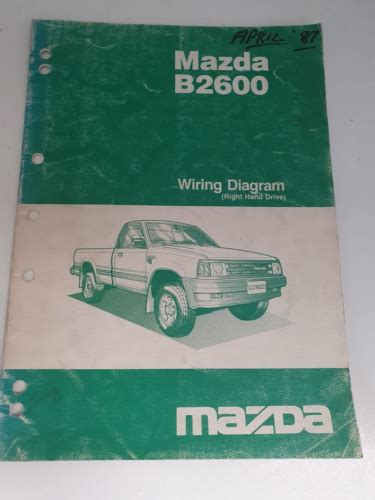 APRIL '87
Mazda
B2600
Wiring Diagram
(Right Hand Drive)
mazda